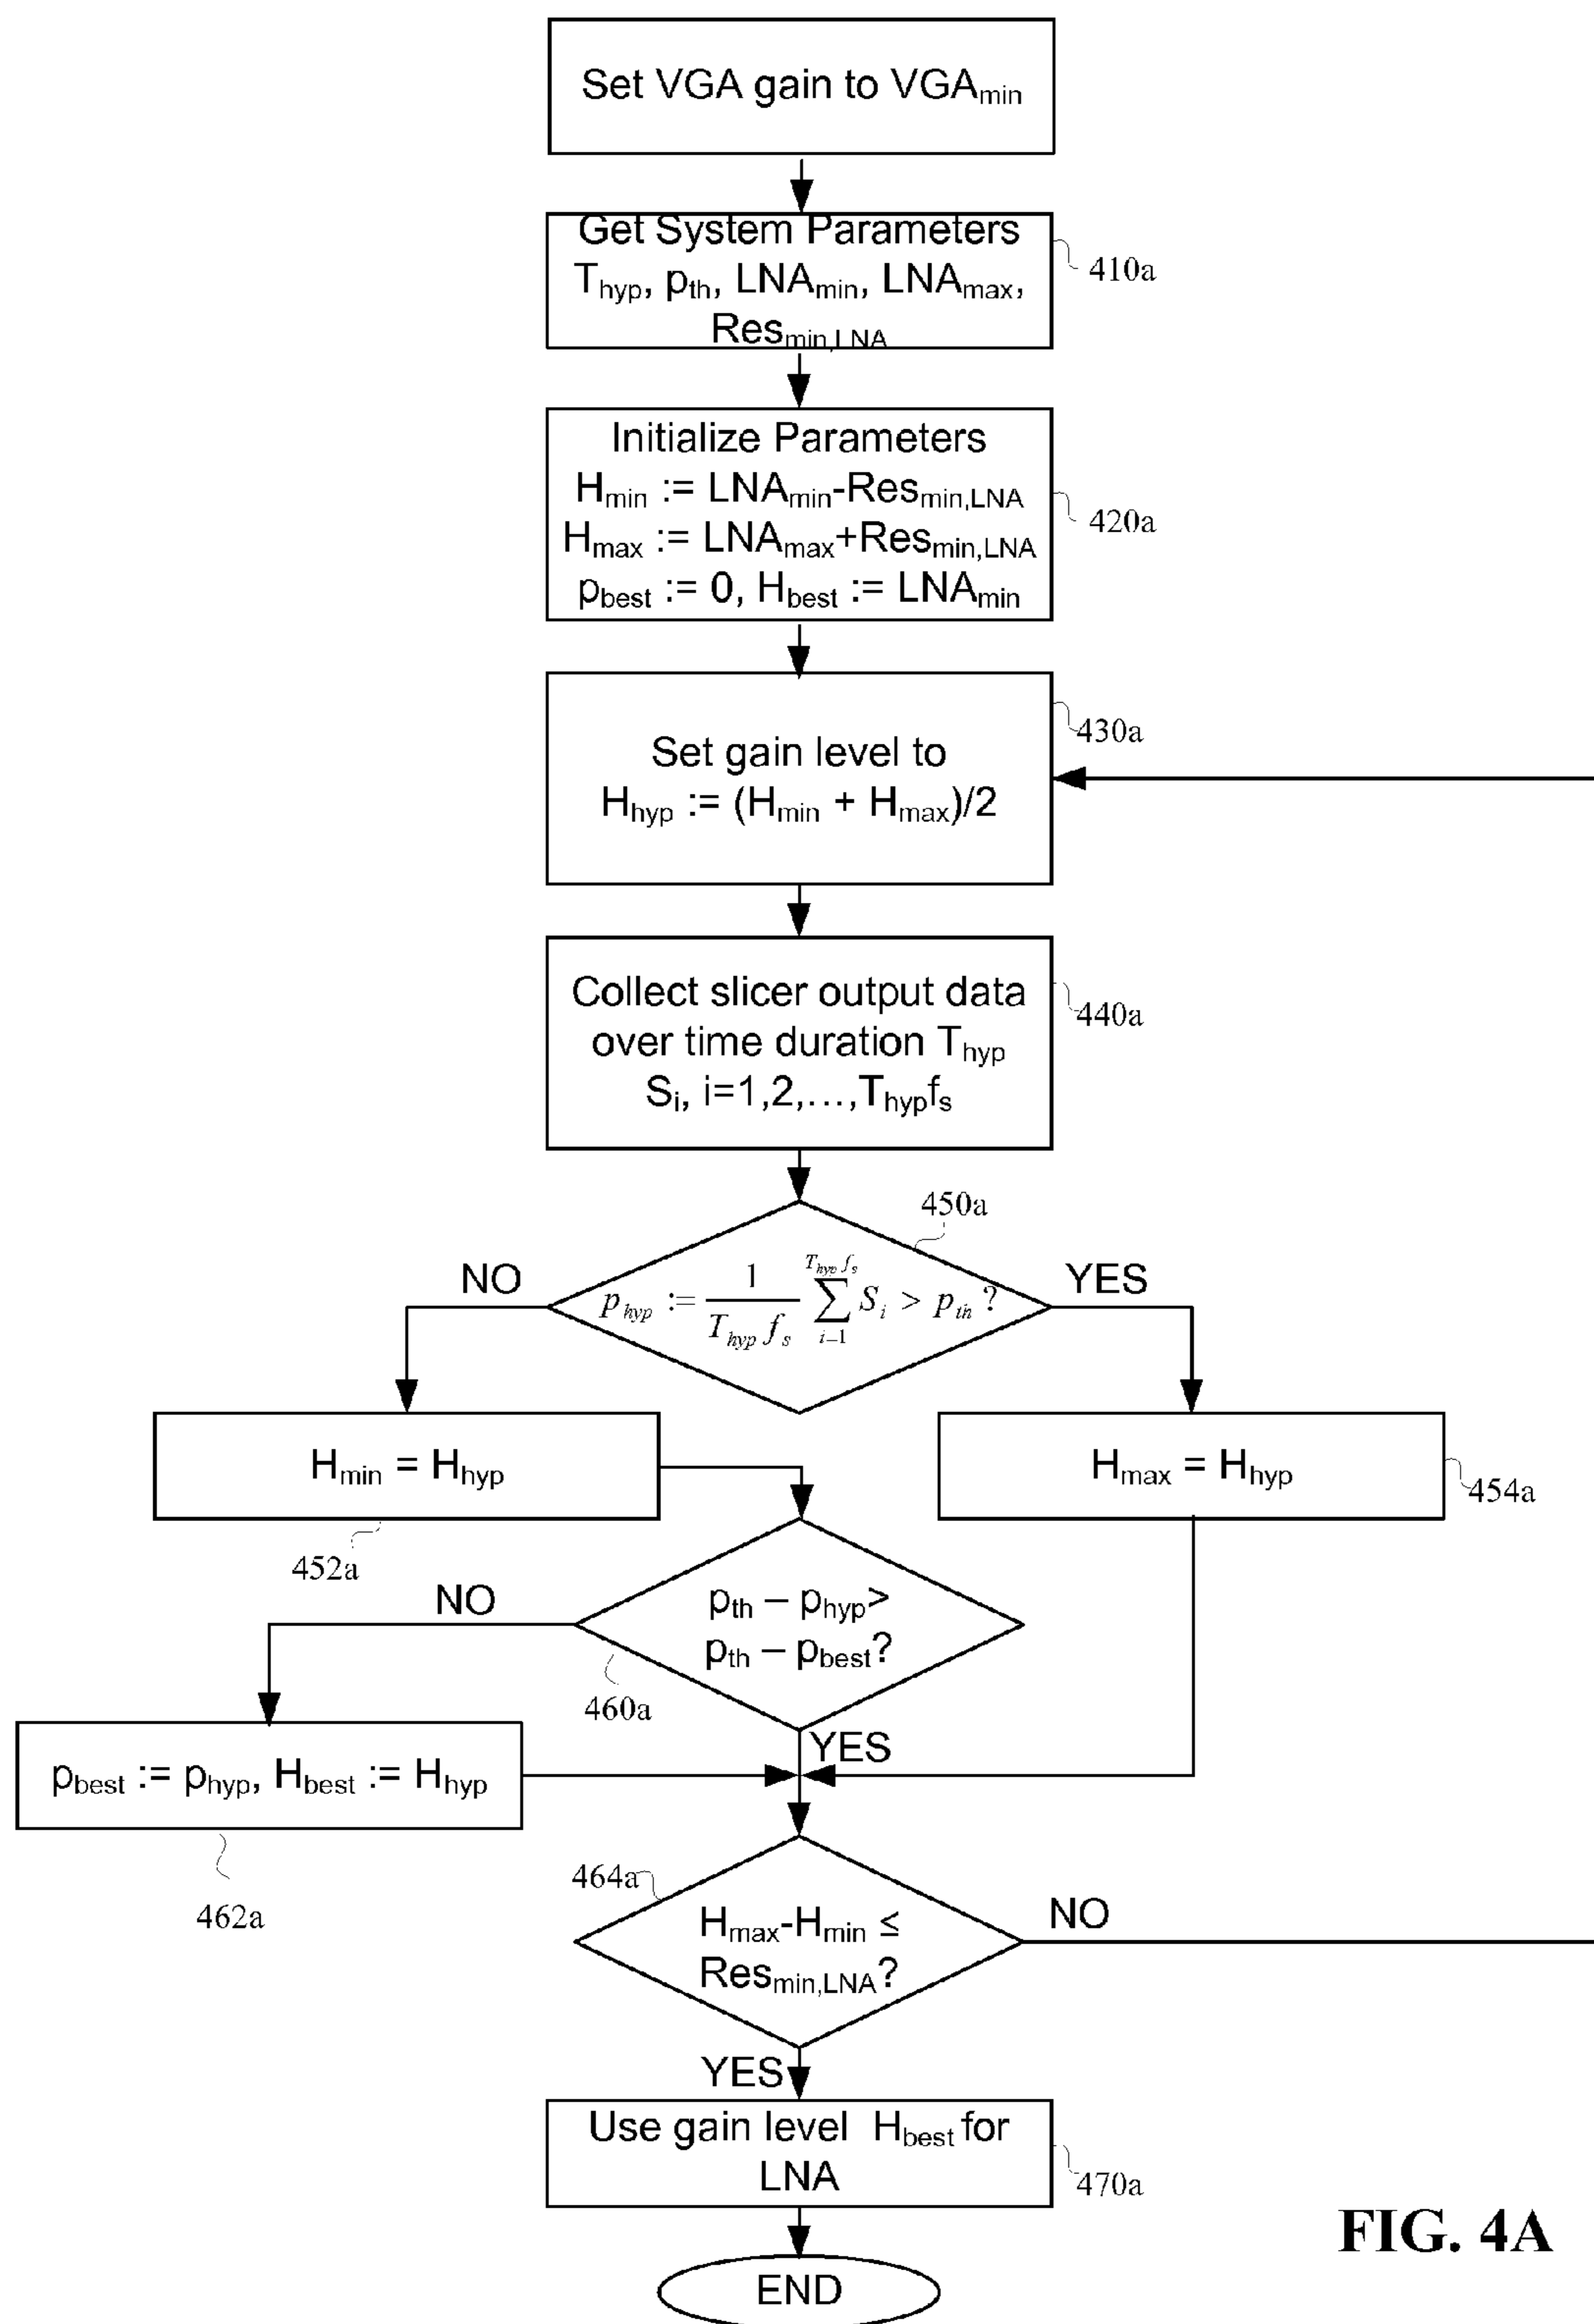 Set VGA gain to VGAmin
Get System Parameters
Thyp, pth, LNAmin, LNAmax,
Resmin,LNA
410a
Initialize Parameters
Hmin := LNAmin-Resmin,LNA
Hmax := LNAmax+Resmin,LNA
pbest := 0, Hbest := LNAmin
420a
430a
Set gain level to
Hhyp := (Hmin + Hmax)/2
Collect slicer output data
over time duration Thyp
Si, i=1,2,...,Thypfs
440a
450a
NO
phyp := 1/(Thyp fs) ∑_{i=1}^{Thyp fs} Si > pth ?
YES
Hmin = Hhyp
452a
Hmax = Hhyp
454a
NO
pth – phyp>
pth – pbest?
460a
YES
pbest := phyp, Hbest := Hhyp
462a
464a
Hmax-Hmin ≤
Resmin,LNA?
NO
YES
Use gain level Hbest for
LNA
470a
END
FIG. 4A